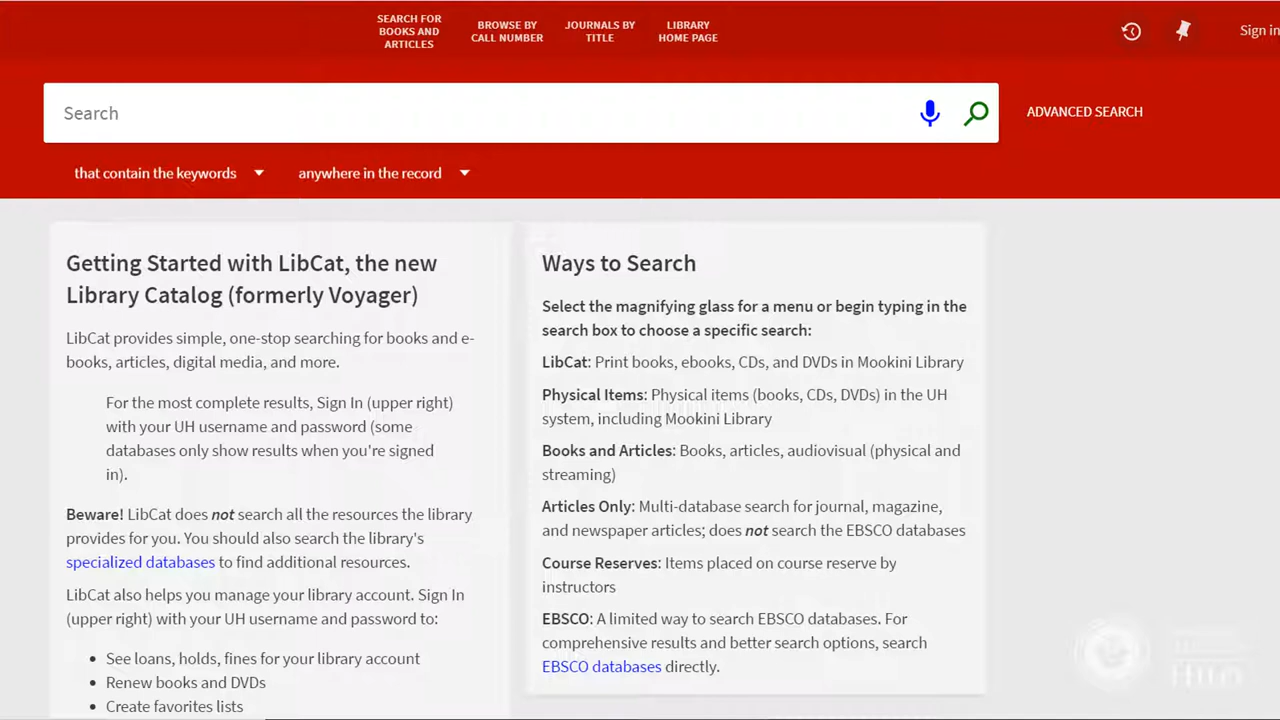 SEARCH FOR
BOOKS AND
ARTICLES
BROWSE BY
CALL NUMBER
JOURNALS BY
TITLE
LIBRARY
HOME PAGE
Sign in
Search
ADVANCED SEARCH
that contain the keywords
anywhere in the record
Getting Started with LibCat, the new
Library Catalog (formerly Voyager)
LibCat provides simple, one-stop searching for books and e-
books, articles, digital media, and more.
For the most complete results, Sign In (upper right)
with your UH username and password (some
databases only show results when you're signed
in).
Beware! LibCat does not search all the resources the library
provides for you. You should also search the library's
specialized databases to find additional resources.
LibCat also helps you manage your library account. Sign In
(upper right) with your UH username and password to:
• See loans, holds, fines for your library account
• Renew books and DVDs
• Create favorites lists
Ways to Search
Select the magnifying glass for a menu or begin typing in the
search box to choose a specific search:
LibCat: Print books, ebooks, CDs, and DVDs in Mookini Library
Physical Items: Physical items (books, CDs, DVDs) in the UH
system, including Mookini Library
Books and Articles: Books, articles, audiovisual (physical and
streaming)
Articles Only: Multi-database search for journal, magazine,
and newspaper articles; does not search the EBSCO databases
Course Reserves: Items placed on course reserve by
instructors
EBSCO: A limited way to search EBSCO databases. For
comprehensive results and better search options, search
EBSCO databases directly.
HILO